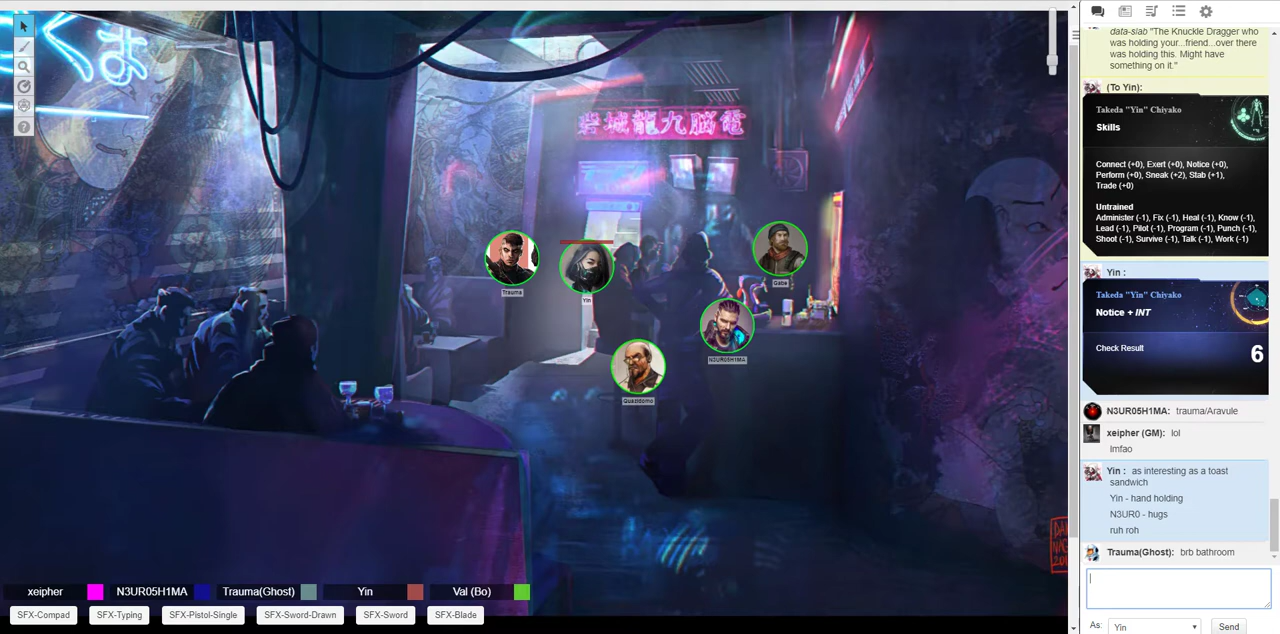 くま
岩城龍九脳電
Trauma
Yin
Gabe
N3UR05H1MA
Quazidomo
xeipher
N3UR05H1MA
Trauma(Ghost)
Yin
Val (Bo)
SFX-Compad
SFX-Typing
SFX-Pistol-Single
SFX-Sword-Drawn
SFX-Sword
SFX-Blade
data-slab "The Knuckle Dragger who
was holding your...friend...over there
was holding this. Might have
something on it."
(To Yin):
Takeda "Yin" Chiyako
Skills
Connect (+0), Exert (+0), Notice (+0),
Perform (+0), Sneak (+2), Stab (+1),
Trade (+0)
Untrained
Administer (-1), Fix (-1), Heal (-1), Know (-1),
Lead (-1), Pilot (-1), Program (-1), Punch (-1),
Shoot (-1), Survive (-1), Talk (-1), Work (-1)
Yin :
Takeda "Yin" Chiyako
Notice + INT
Check Result
6
N3UR05H1MA: trauma/Aravule
xeipher (GM): lol
lmfao
Yin : as interesting as a toast
sandwich
Yin - hand holding
N3UR0 - hugs
ruh roh
Trauma(Ghost): brb bathroom
As:
Yin
Send